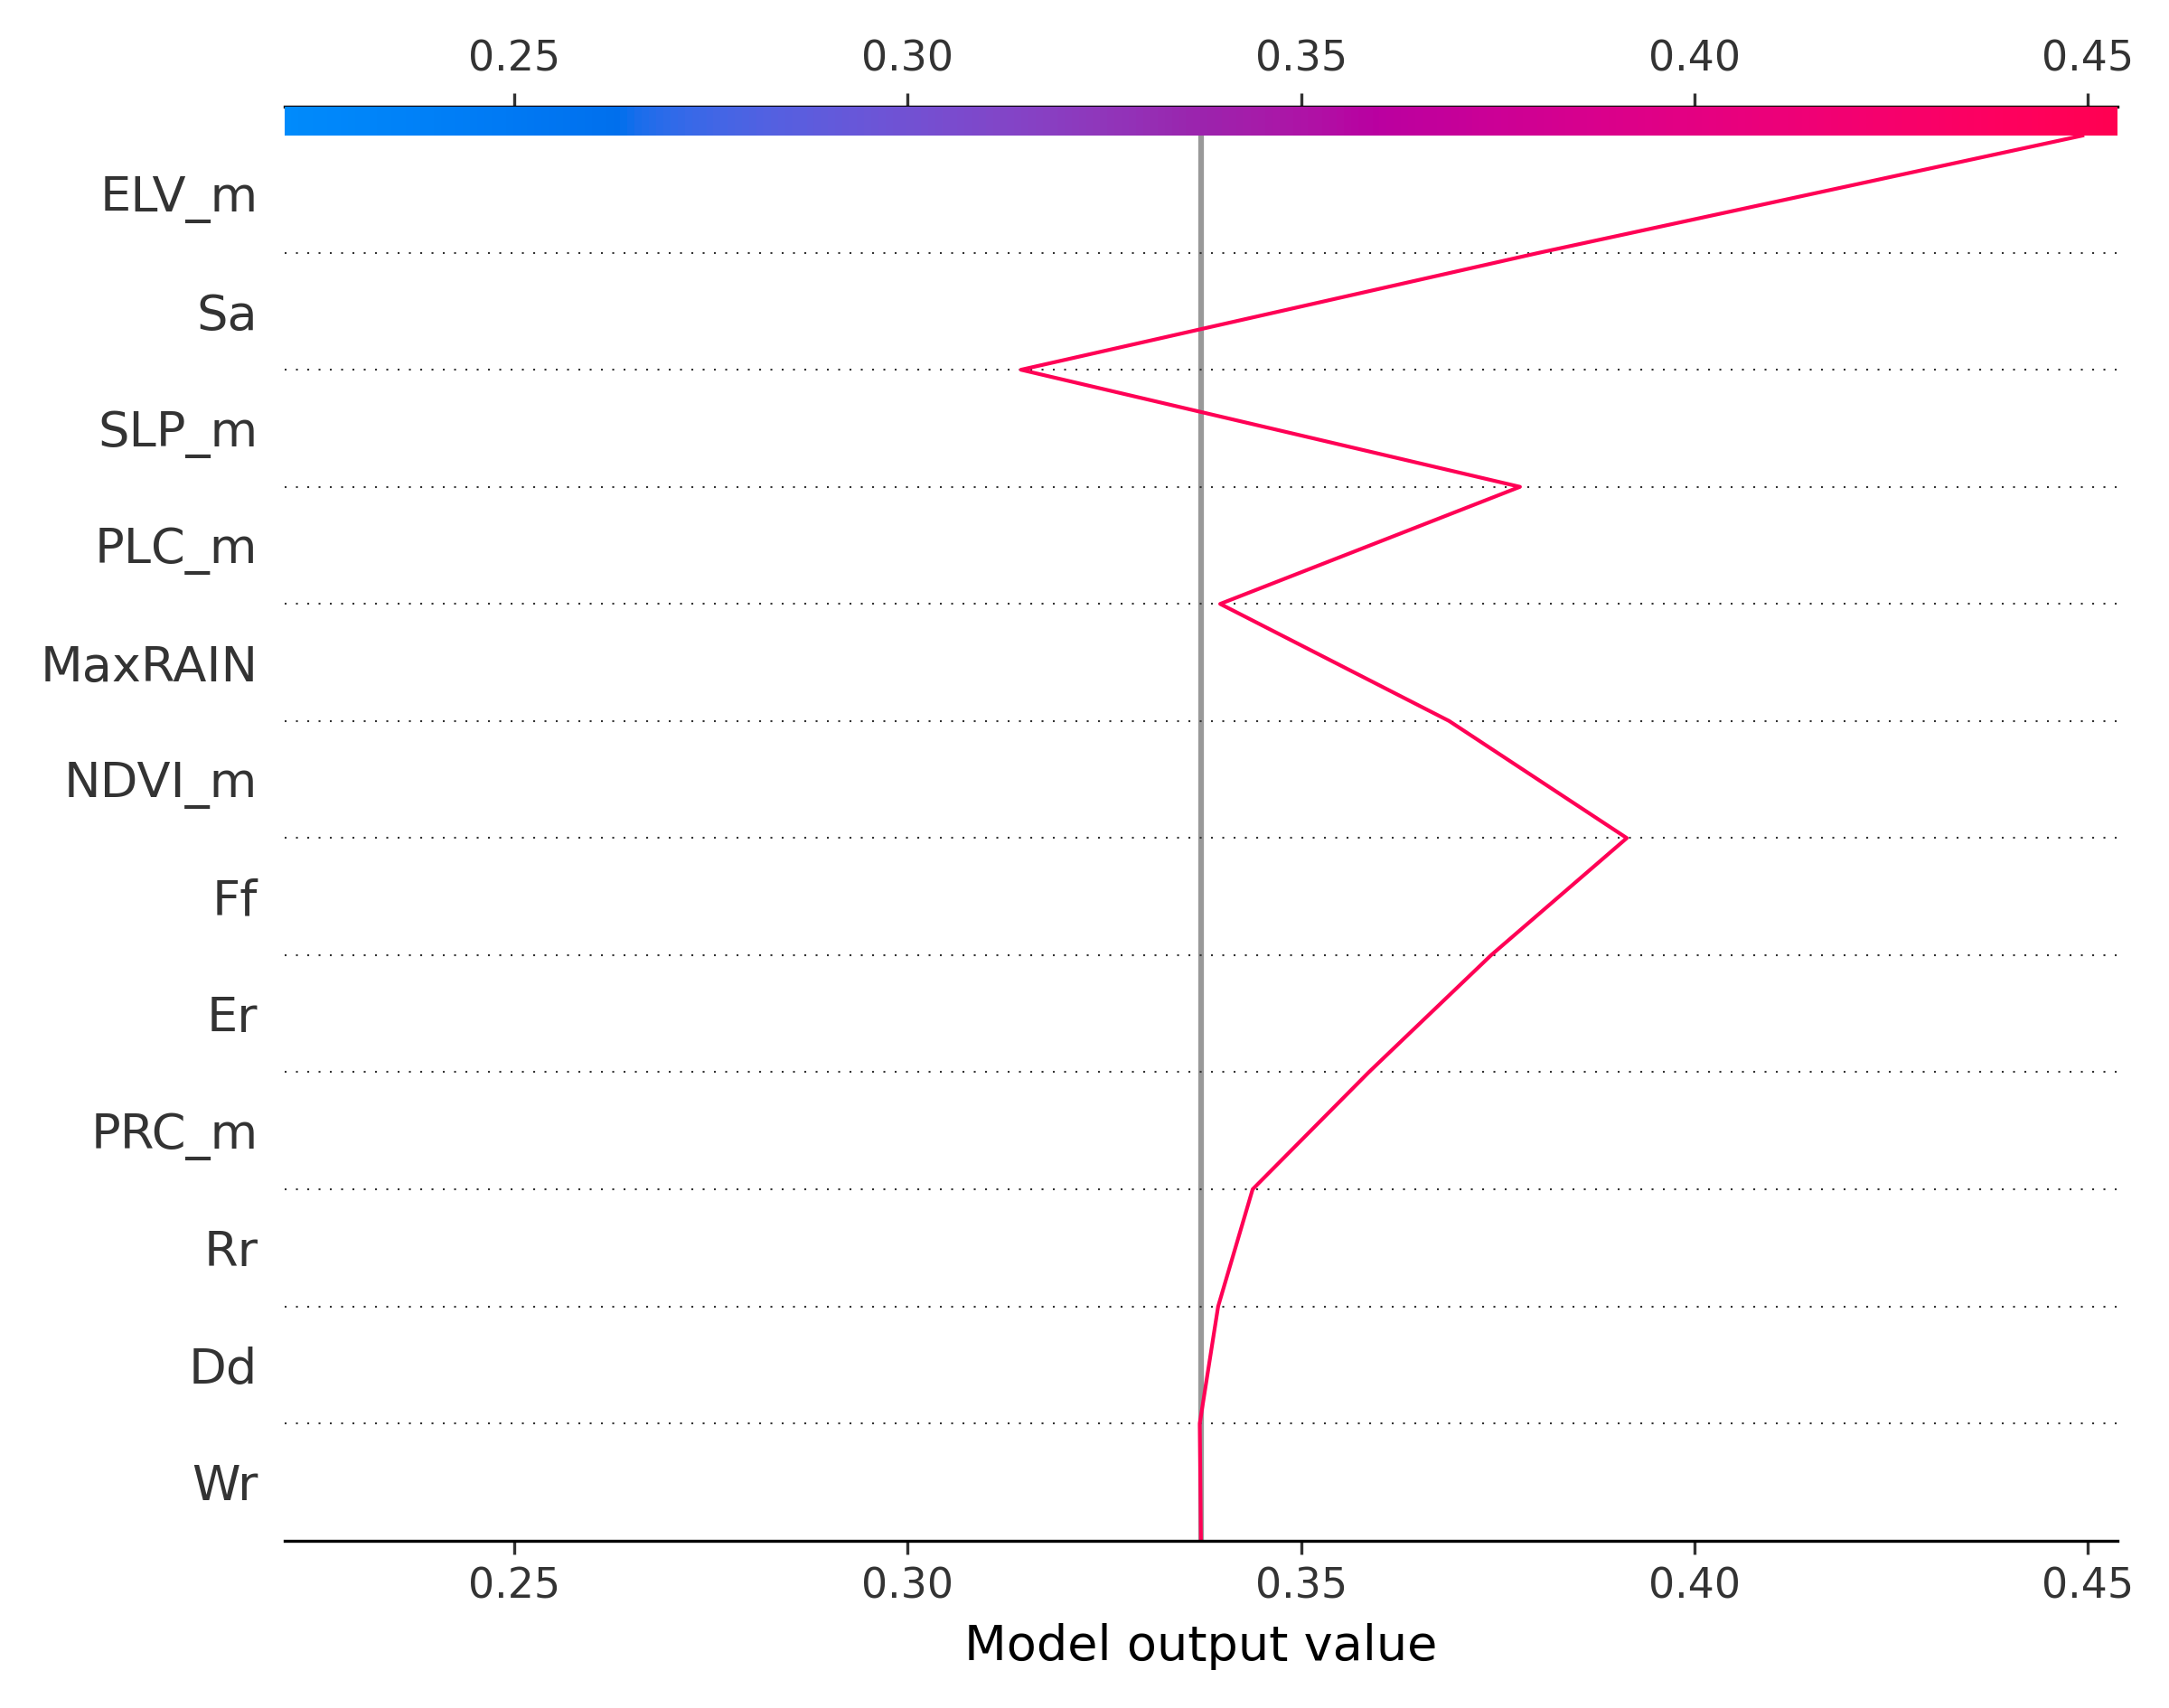 0.25 0.30 0.35 0.40 0.45
ELV_m
Sa
SLP_m
PLC_m
MaxRAIN
NDVI_m
Ff
Er
PRC_m
Rr
Dd
Wr
0.25 0.30 0.35 0.40 0.45
Model output value